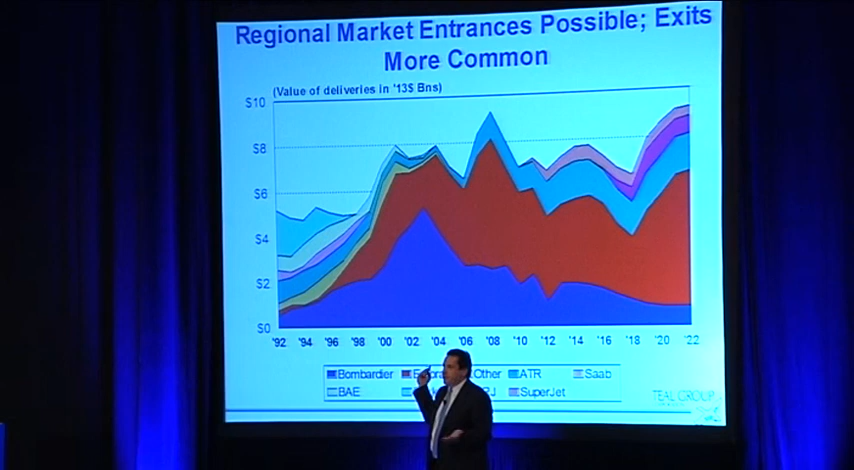 Regional Market Entrances Possible; Exits
More Common
(Value of deliveries in '13$ Bns)
$10
$8
$6
$4
$2
$0
'92 '94 '96 '98 '00 '02 '04 '06 '08 '10 '12 '14 '16 '18 '20 '22
Bombardier Other ATR Saab
BAE SuperJet
TEAL GROUP